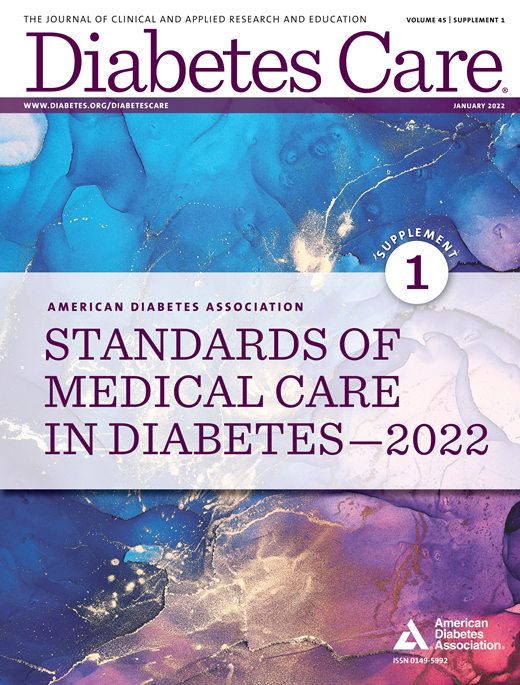 THE JOURNAL OF CLINICAL AND APPLIED RESEARCH AND EDUCATION
VOLUME 45 | SUPPLEMENT 1
Diabetes Care®
WWW.DIABETES.ORG/DIABETESCARE
JANUARY 2022
SUPPLEMENT
1
AMERICAN DIABETES ASSOCIATION
STANDARDS OF
MEDICAL CARE
IN DIABETES—2022
American
Diabetes
Association®
ISSN 0149-5992